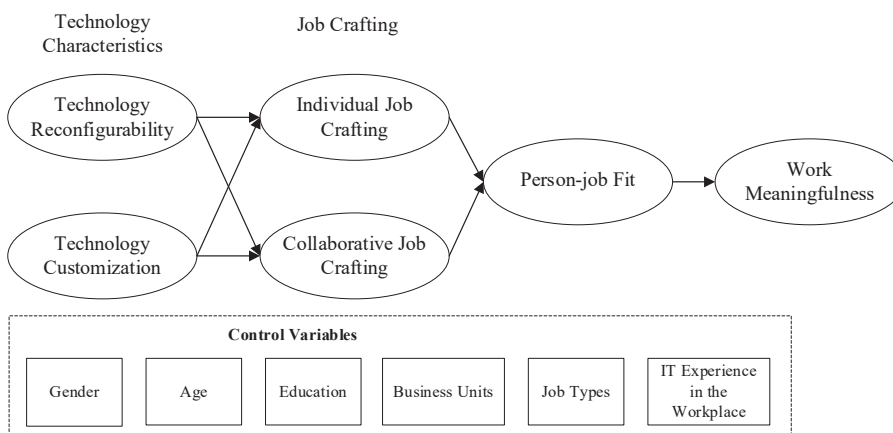 Technology
Characteristics
Job Crafting
Technology
Reconfigurability
Individual Job
Crafting
Person-job Fit
Work
Meaningfulness
Technology
Customization
Collaborative Job
Crafting
Control Variables
Gender
Age
Education
Business Units
Job Types
IT Experience
in the
Workplace